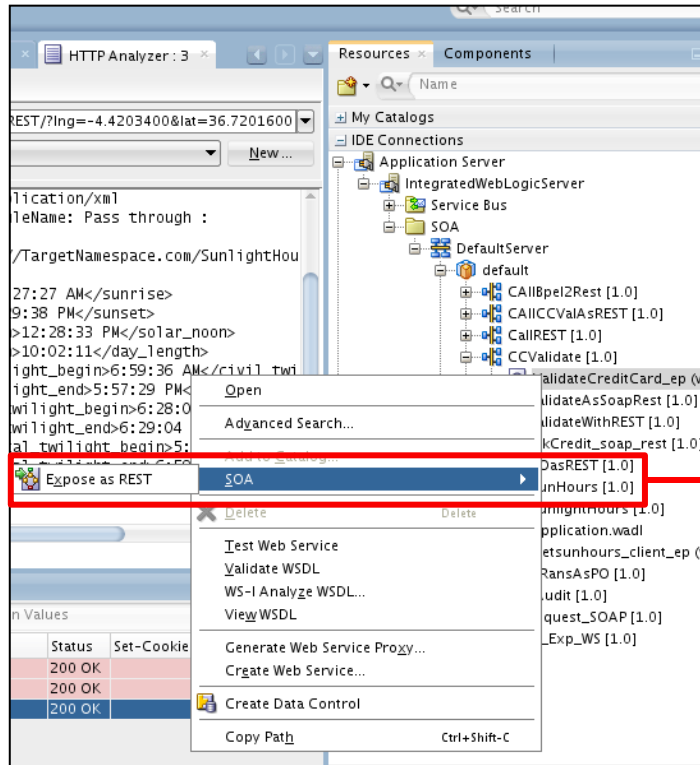 Search
HTTP Analyzer : 3
Resources
Components
Name
REST/?lng=-4.4203400&lat=36.7201600
My Catalogs
IDE Connections
New ...
Application Server
IntegratedWebLogicServer
lication/xml
leName: Pass through :
Service Bus
SOA
/TargetNamespace.com/SunlightHou
DefaultServer
default
27:27 AM</sunrise>
CAllBpel2Rest [1.0]
9:38 PM</sunset>
CAllCCValAsREST [1.0]
>12:28:33 PM</solar_noon>
CallREST [1.0]
>10:02:11</day_length>
CCValidate [1.0]
ight_begin>6:59:36 AM</civil_twi
ValidateCreditCard_ep (w
ight_end>5:57:29 PM<
Open
lidateAsSoapRest [1.0]
wilight_begin>6:28:0
lidateWithREST [1.0]
wilight_end>6:29:04
Advanced Search...
kCredit_soap_rest [1.0]
al_twilight_begin>5:
Add to Catalog...
DasREST [1.0]
Expose as REST
SOA
unHours [1.0]
Delete
Delete
unlightHours [1.0]
pplication.wadl
Test Web Service
etsunhours_client_ep (
Validate WSDL
RansAsPO [1.0]
WS-I Analyze WSDL...
udit [1.0]
n Values
View WSDL
quest_SOAP [1.0]
_Exp_WS [1.0]
Status
Set-Cookie
Generate Web Service Proxy...
200 OK
Create Web Service...
200 OK
200 OK
Create Data Control
Copy Path
Ctrl+Shift-C